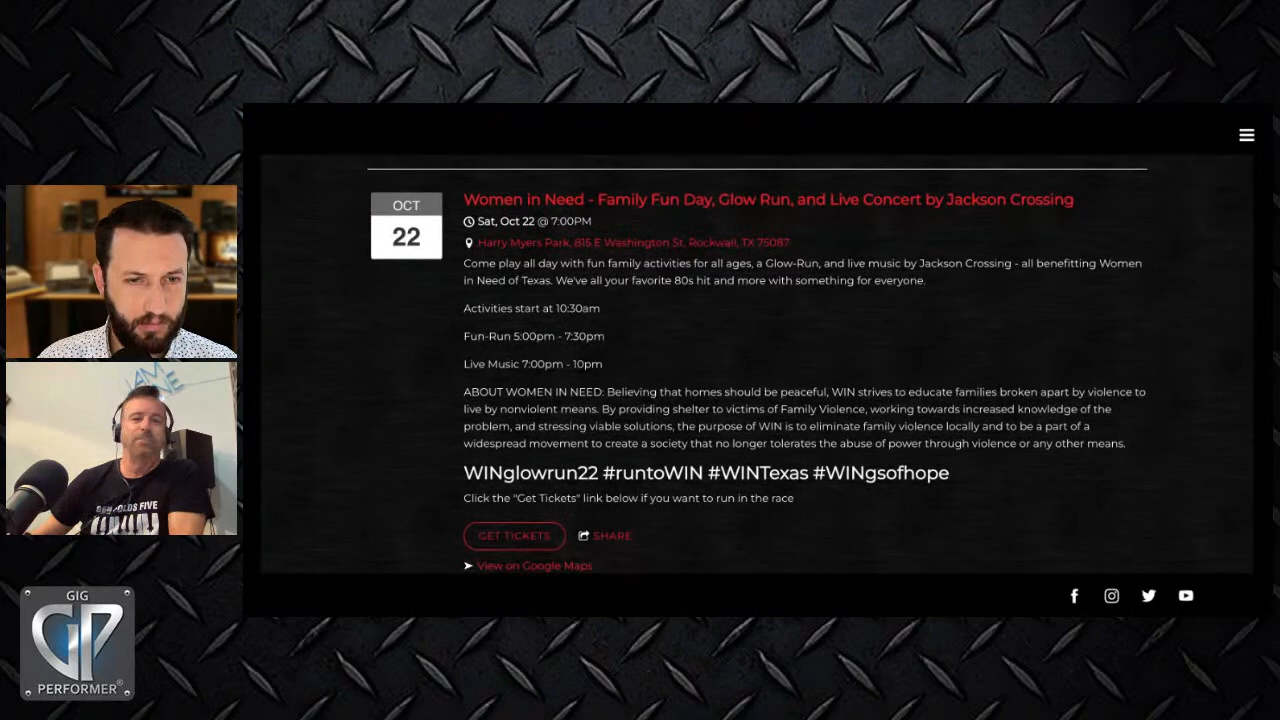 OCT
22
Women in Need - Family Fun Day, Glow Run, and Live Concert by Jackson Crossing
Sat, Oct 22 @ 7:00PM
Harry Myers Park, 815 E Washington St, Rockwall, TX 75087
Come play all day with fun family activities for all ages, a Glow-Run, and live music by Jackson Crossing - all benefitting Women
in Need of Texas. We've all your favorite 80s hit and more with something for everyone.
Activities start at 10:30am
Fun-Run 5:00pm - 7:30pm
Live Music 7:00pm - 10pm
ABOUT WOMEN IN NEED: Believing that homes should be peaceful, WIN strives to educate families broken apart by violence to
live by nonviolent means. By providing shelter to victims of Family Violence, working towards increased knowledge of the
problem, and stressing viable solutions, the purpose of WIN is to eliminate family violence locally and to be a part of a
widespread movement to create a society that no longer tolerates the abuse of power through violence or any other means.
WINglowrun22 #runtoWIN #WINTexas #WINgsofhope
Click the "Get Tickets" link below if you want to run in the race
GET TICKETS
SHARE
View on Google Maps
FOLDS FIVE
GIG
GP
PERFORMER®